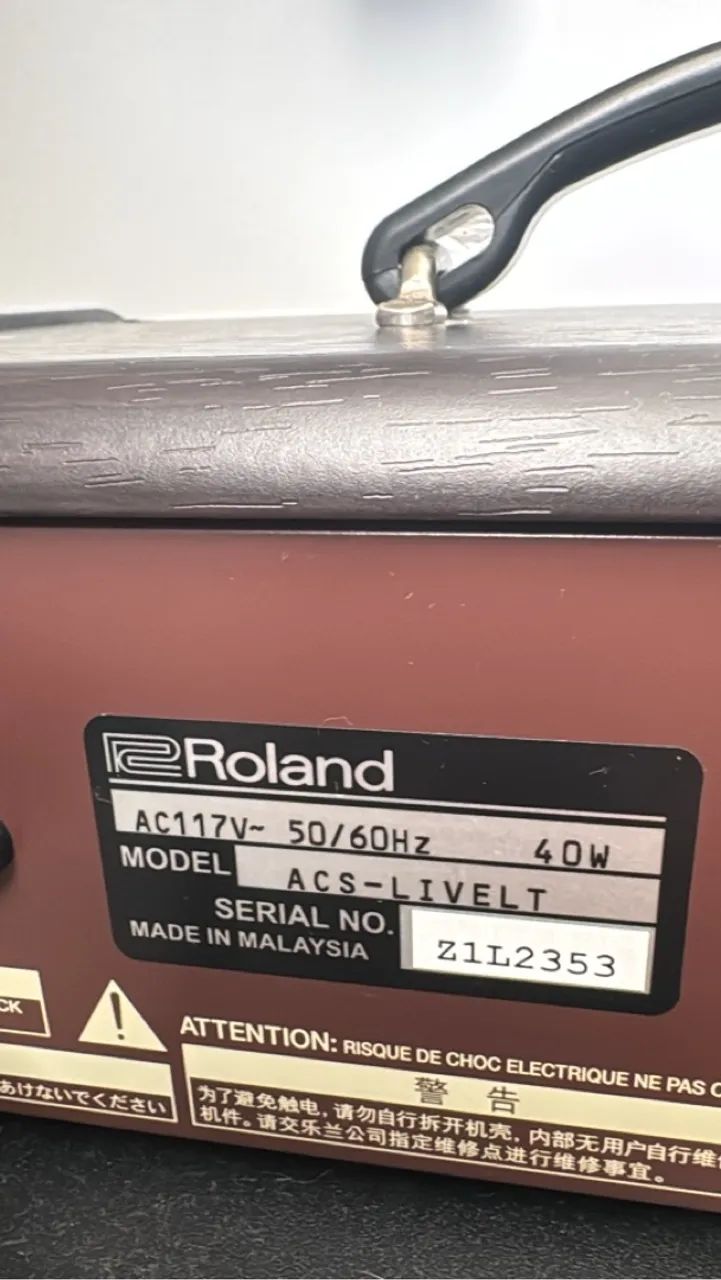 Roland
AC117V~ 50/60Hz 40W
MODEL ACS-LIVELT
SERIAL NO. Z1L2353
MADE IN MALAYSIA
CK
ATTENTION: RISQUE DE CHOC ELECTRIQUE NE PAS
あけないでください
警告
为了避免触电，请勿自行拆开机壳，内部无用户自行维
机件。请交乐兰公司指定维修点进行维修事宜。